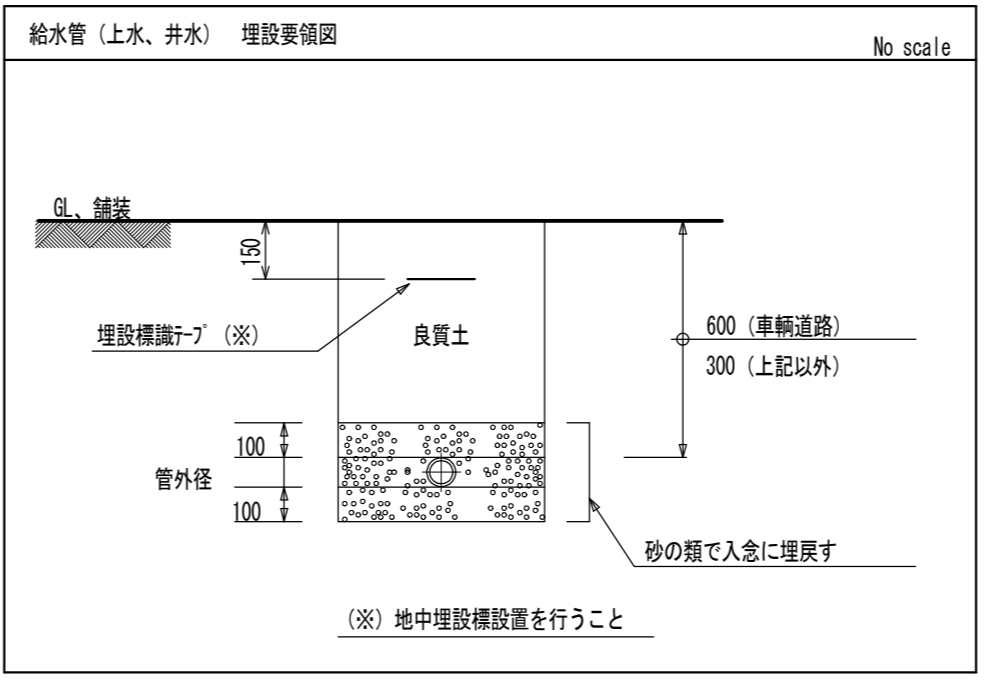 給水管（上水、井水）　埋設要領図
No scale
GL、舗装
150
埋設標識ﾃｰﾌﾟ（※）
良質土
600（車輌道路）
300（上記以外）
100
管外径
100
砂の類で入念に埋戻す
（※）地中埋設標設置を行うこと